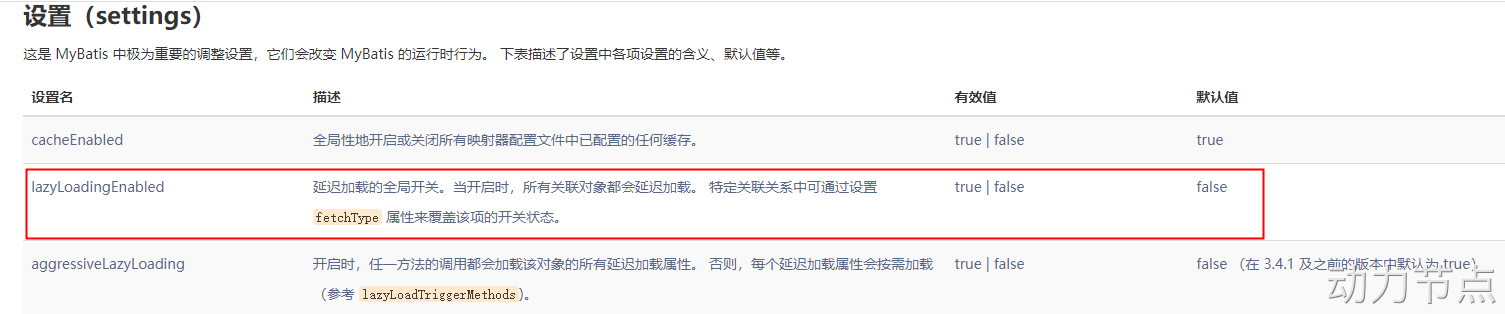 设置（settings）
这是 MyBatis 中极为重要的调整设置，它们会改变 MyBatis 的运行时行为。 下表描述了设置中各项设置的含义、默认值等。
设置名 描述 有效值 默认值
cacheEnabled 全局性地开启或关闭所有映射器配置文件中已配置的任何缓存。 true | false true
lazyLoadingEnabled 延迟加载的全局开关。当开启时，所有关联对象都会延迟加载。 特定关联关系中可通过设置 true | false false
fetchType 属性来覆盖该项的开关状态。
aggressiveLazyLoading 开启时，任一方法的调用都会加载该对象的所有延迟加载属性。 否则，每个延迟加载属性会按需加载 true | false false （在 3.4.1 及之前的版本中默认为 true）
（参考 lazyLoadTriggerMethods)。
动力节点